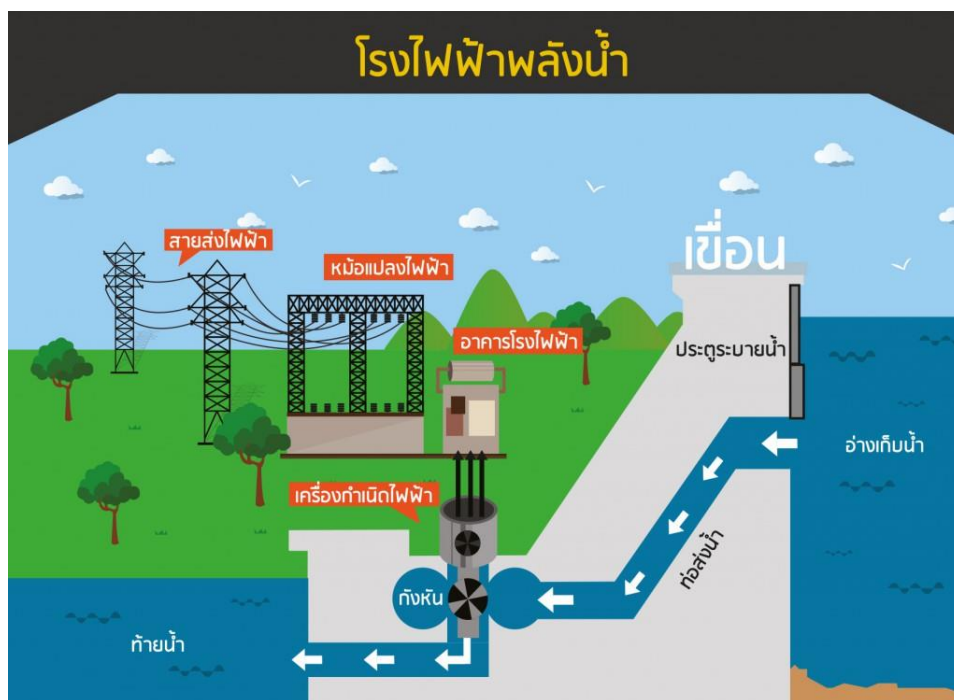 โรงไฟฟ้าพลังน้ำ
สายส่งไฟฟ้า
หม้อแปลงไฟฟ้า
เขื่อน
อาคารโรงไฟฟ้า
ประตูระบายน้ำ
อ่างเก็บน้ำ
เครื่องกำเนิดไฟฟ้า
ท่อส่งน้ำ
กังหัน
ท้ายน้ำ